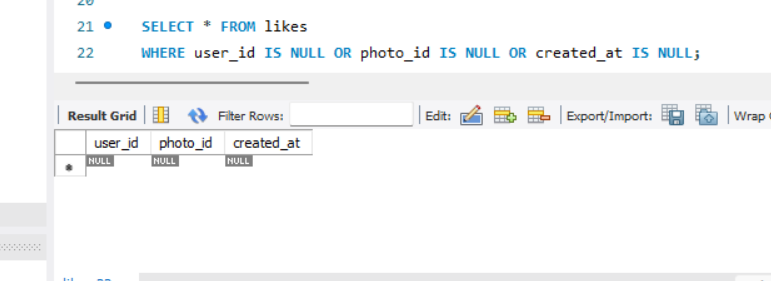 21 SELECT * FROM likes
22 WHERE user_id IS NULL OR photo_id IS NULL OR created_at IS NULL;
Result Grid Filter Rows: Edit: Export/Import: Wrap
user_id photo_id created_at
NULL NULL NULL